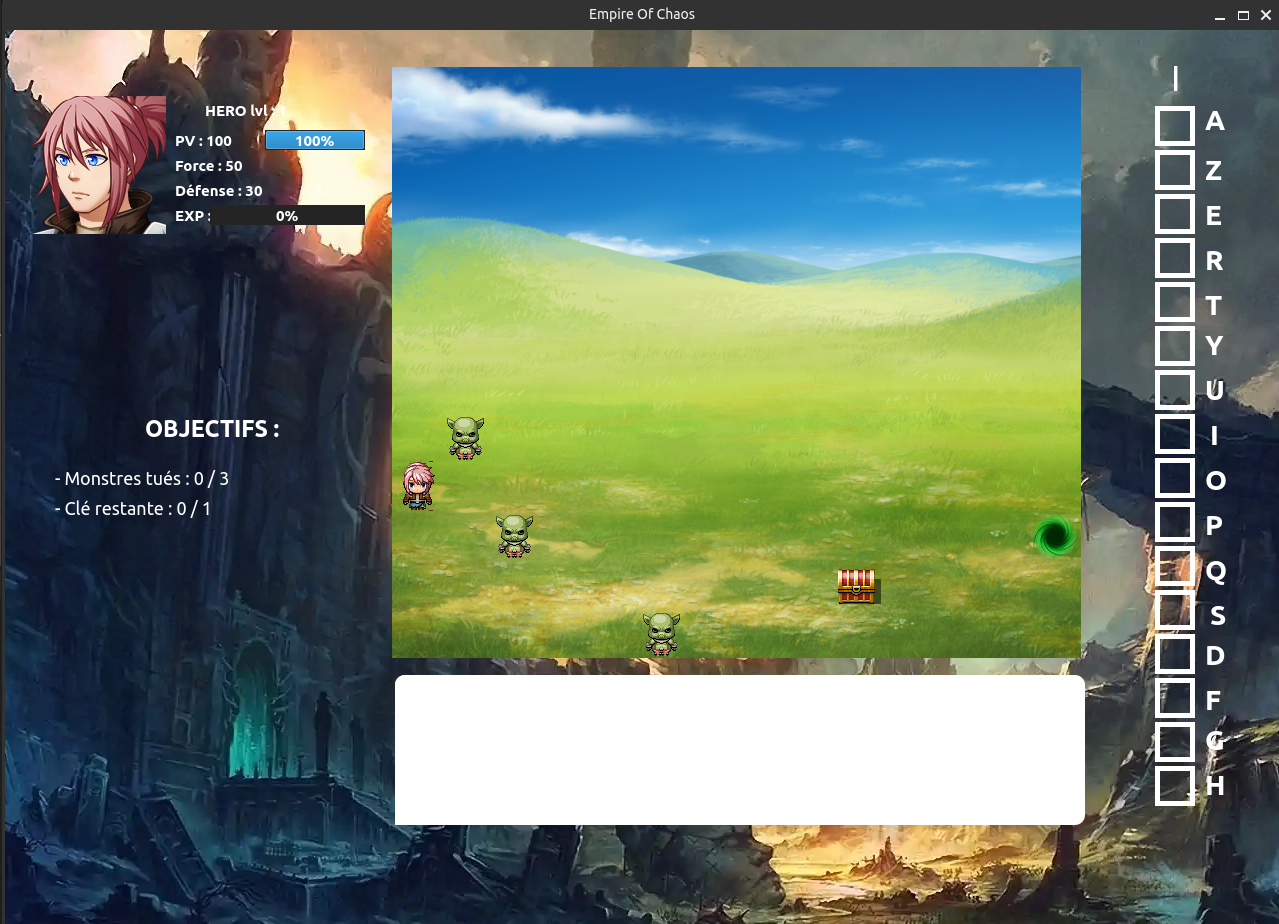 Empire Of Chaos
HERO lvl
PV : 100
100%
Force : 50
Défense : 30
EXP :
0%
OBJECTIFS :
- Monstres tués : 0 / 3
- Clé restante : 0 / 1
I
A
Z
E
R
T
Y
U
I
O
P
Q
S
D
F
G
H